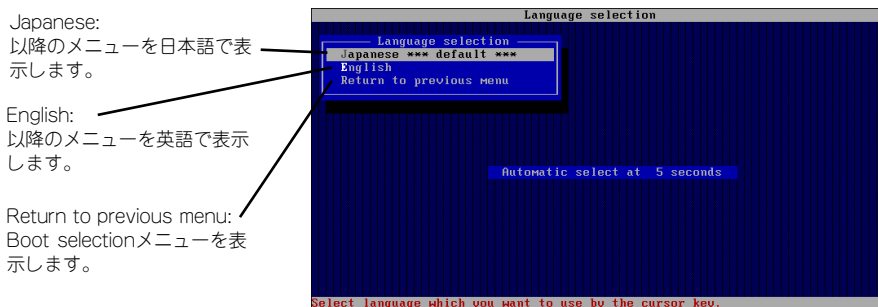 Japanese:
以降のメニューを日本語で表
示します。
English:
以降のメニューを英語で表示
します。
Return to previous menu:
Boot selectionメニューを表
示します。
Language selection
Language selection
Japanese *** default ***
English
Return to previous menu
Automatic select at 5 seconds
Select language which you want to use by the cursor key.